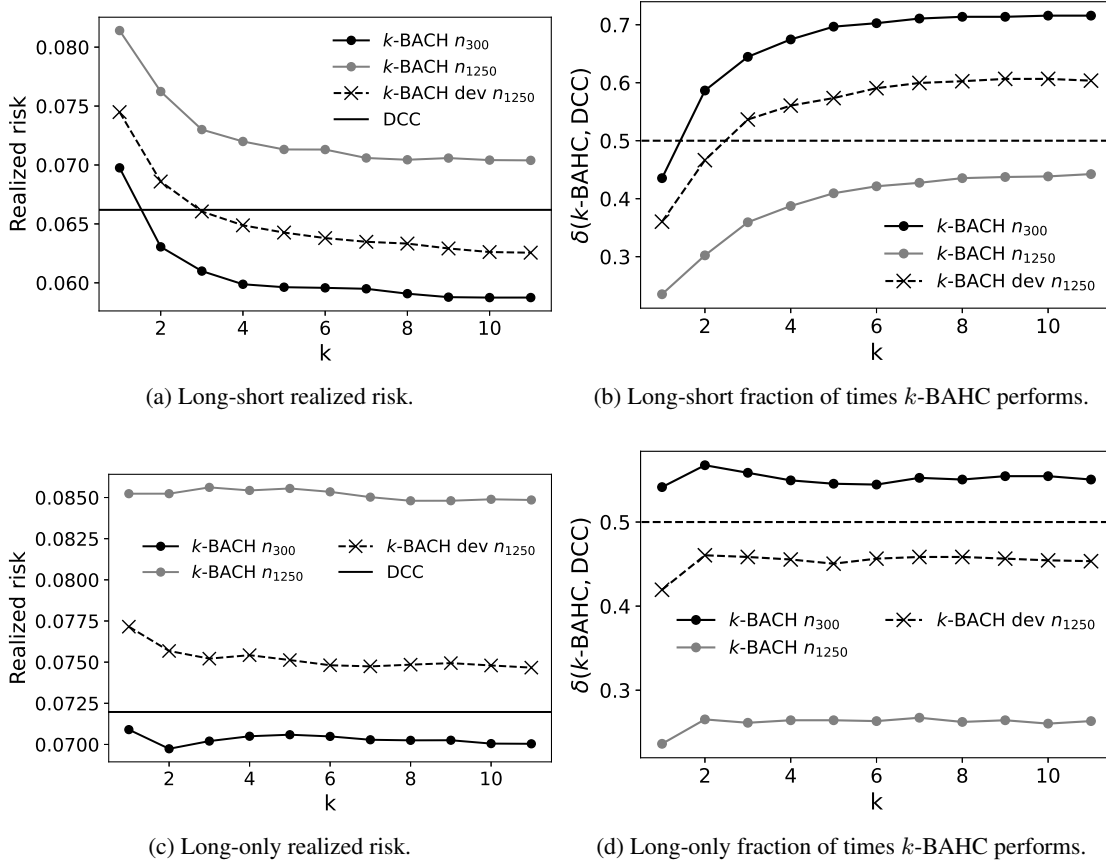 0.080
0.075
0.070
0.065
0.060
Realized risk
k-BACH n300
k-BACH n1250
k-BACH dev n1250
DCC
2 4 6 8 10
k
(a) Long-short realized risk.
0.7
0.6
0.5
0.4
0.3
δ(k-BAHC, DCC)
k-BACH n300
k-BACH n1250
k-BACH dev n1250
2 4 6 8 10
k
(b) Long-short fraction of times k-BAHC performs.
0.0850
0.0825
0.0800
0.0775
0.0750
0.0725
0.0700
Realized risk
k-BACH n300 k-BACH dev n1250
k-BACH n1250 DCC
2 4 6 8 10
k
(c) Long-only realized risk.
0.5
0.4
0.3
δ(k-BAHC, DCC)
k-BACH n300 k-BACH dev n1250
k-BACH n1250
2 4 6 8 10
k
(d) Long-only fraction of times k-BAHC performs.